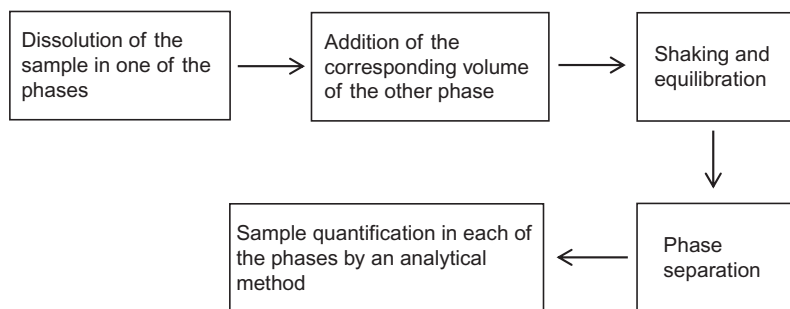 Dissolution of the
sample in one of the
phases
Addition of the
corresponding volume
of the other phase
Shaking and
equilibration
Phase
separation
Sample quantification in each of
the phases by an analytical
method